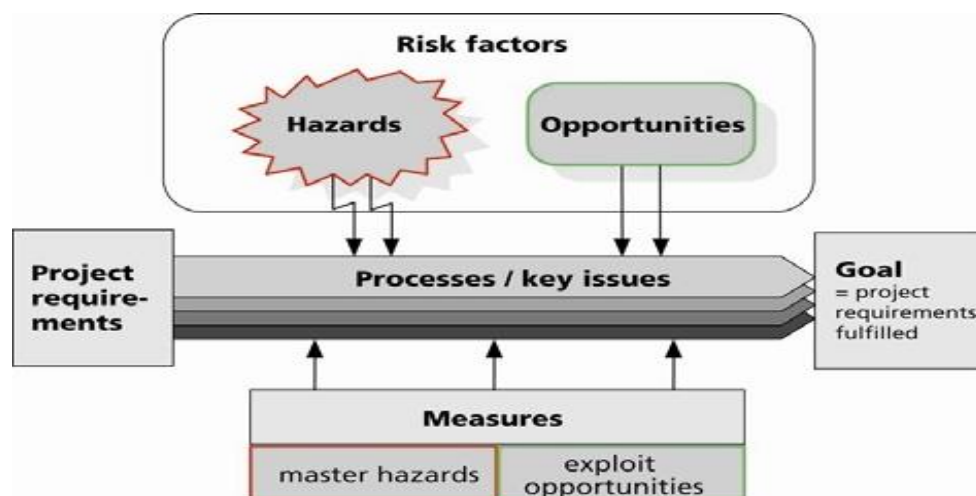 Risk factors
Hazards
Opportunities
Project
require-
ments
Processes / key issues
Goal
= project
requirements
fulfilled
Measures
master hazards
exploit
opportunities